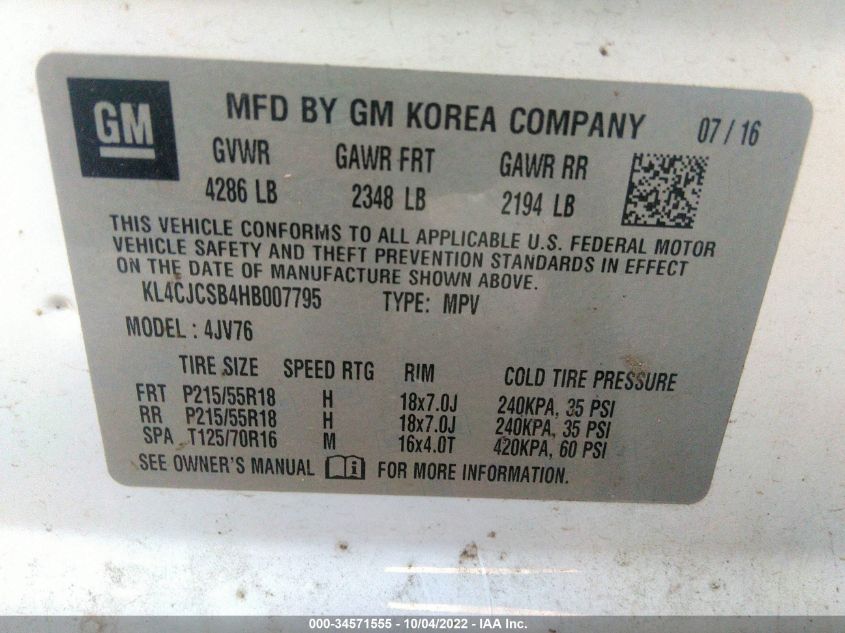 GM
MFD BY GM KOREA COMPANY 07 / 16
GVWR GAWR FRT GAWR RR
4286 LB 2348 LB 2194 LB
THIS VEHICLE CONFORMS TO ALL APPLICABLE U.S. FEDERAL MOTOR
VEHICLE SAFETY AND THEFT PREVENTION STANDARDS IN EFFECT
ON THE DATE OF MANUFACTURE SHOWN ABOVE.
KL4CJCSB4HB007795 TYPE: MPV
MODEL : 4JV76
TIRE SIZE SPEED RTG RIM COLD TIRE PRESSURE
FRT P215/55R18 H 18x7.0J 240KPA, 35 PSI
RR P215/55R18 H 18x7.0J 240KPA, 35 PSI
SPA T125/70R16 M 16x4.0T 420KPA, 60 PSI
SEE OWNER'S MANUAL i FOR MORE INFORMATION.
000-34571555 - 10/04/2022 - IAA Inc.